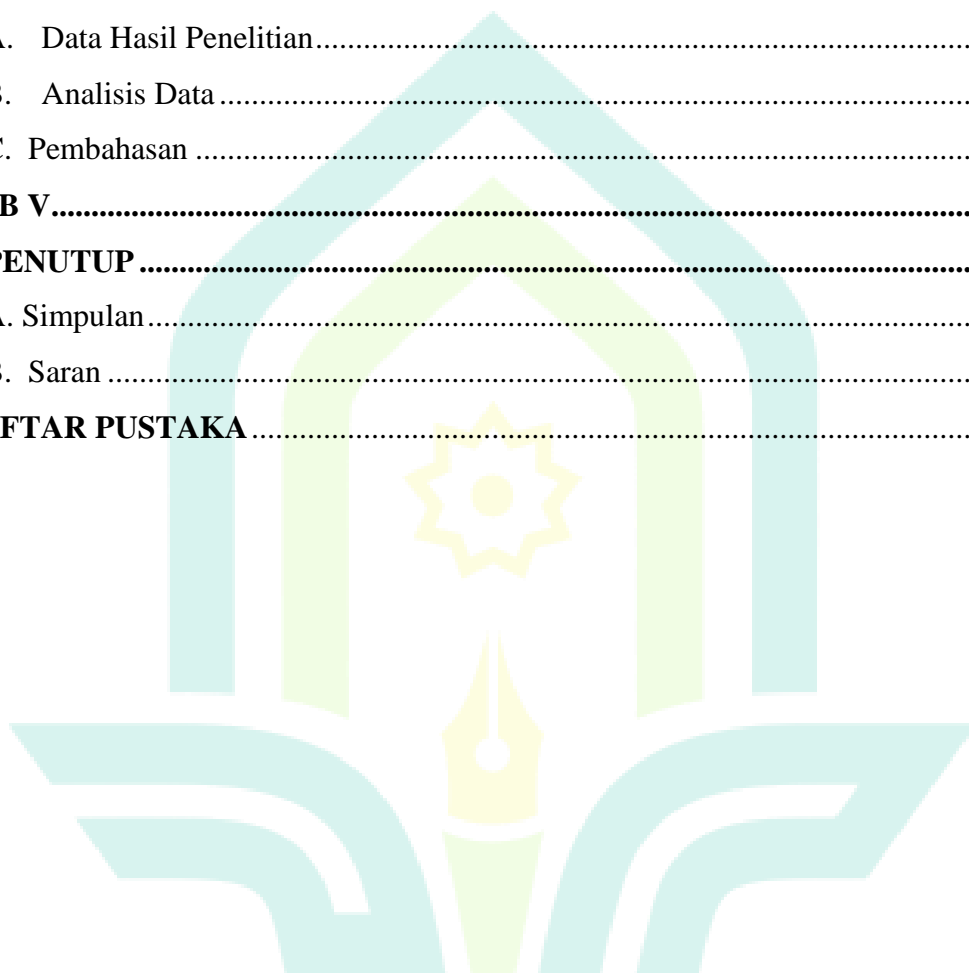 A. Data Hasil Penelitian......................................................................................
B. Analisis Data......................................................................................
C. Pembahasan......................................................................................
B V......................................................................................
PENUTUP......................................................................................
A. Simpulan......................................................................................
B. Saran......................................................................................
FTAR PUSTAKA......................................................................................